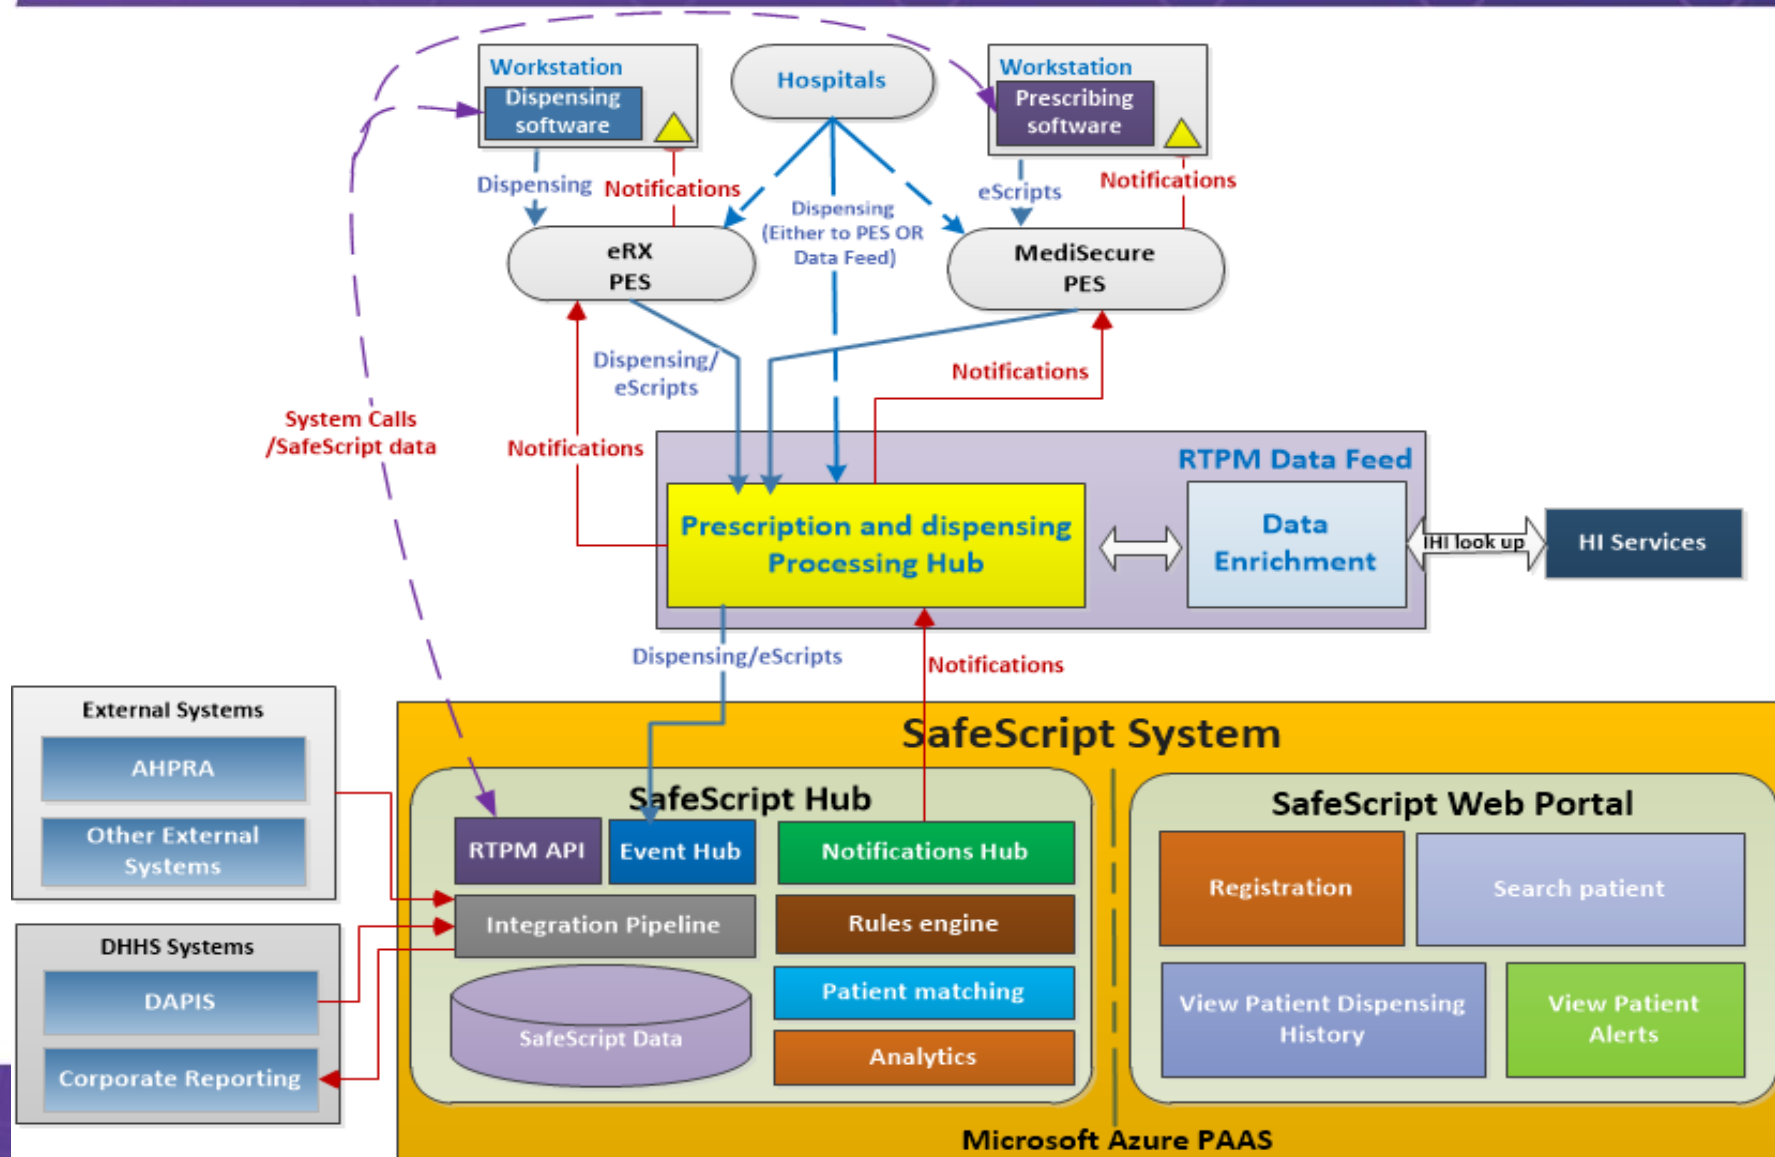 Workstation
Dispensing
software
Hospitals
Workstation
Prescribing
software
Dispensing
Notifications
Dispensing
(Either to PES OR
Data Feed)
eScripts
Notifications
eRX
PES
MediSecure
PES
Dispensing/
eScripts
Notifications
System Calls
/SafeScript data
Notifications
RTPM Data Feed
Prescription and dispensing
Processing Hub
Data
Enrichment
IHI look up
HI Services
Dispensing/eScripts
Notifications
External Systems
AHPRA
Other External
Systems
DHHS Systems
DAPIS
Corporate Reporting
SafeScript System
SafeScript Hub
RTPM API
Event Hub
Notifications Hub
Integration Pipeline
Rules engine
SafeScript Data
Patient matching
Analytics
SafeScript Web Portal
Registration
Search patient
View Patient Dispensing
History
View Patient
Alerts
Microsoft Azure PAAS